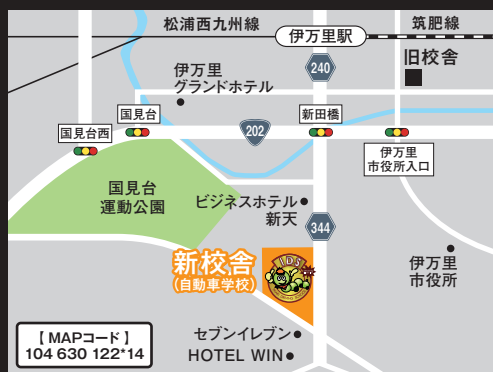 松浦西九州線
筑肥線
伊万里駅
240
旧校舎
伊万里
グランドホテル
国見台
202
新田橋
国見台西
伊万里
市役所入口
国見台
運動公園
ビジネスホテル
新天
344
新校舎
(自動車学校)
IDS
伊万里
市役所
セブンイレブン
HOTEL WIN
【 MAPコード 】
104 630 122*14